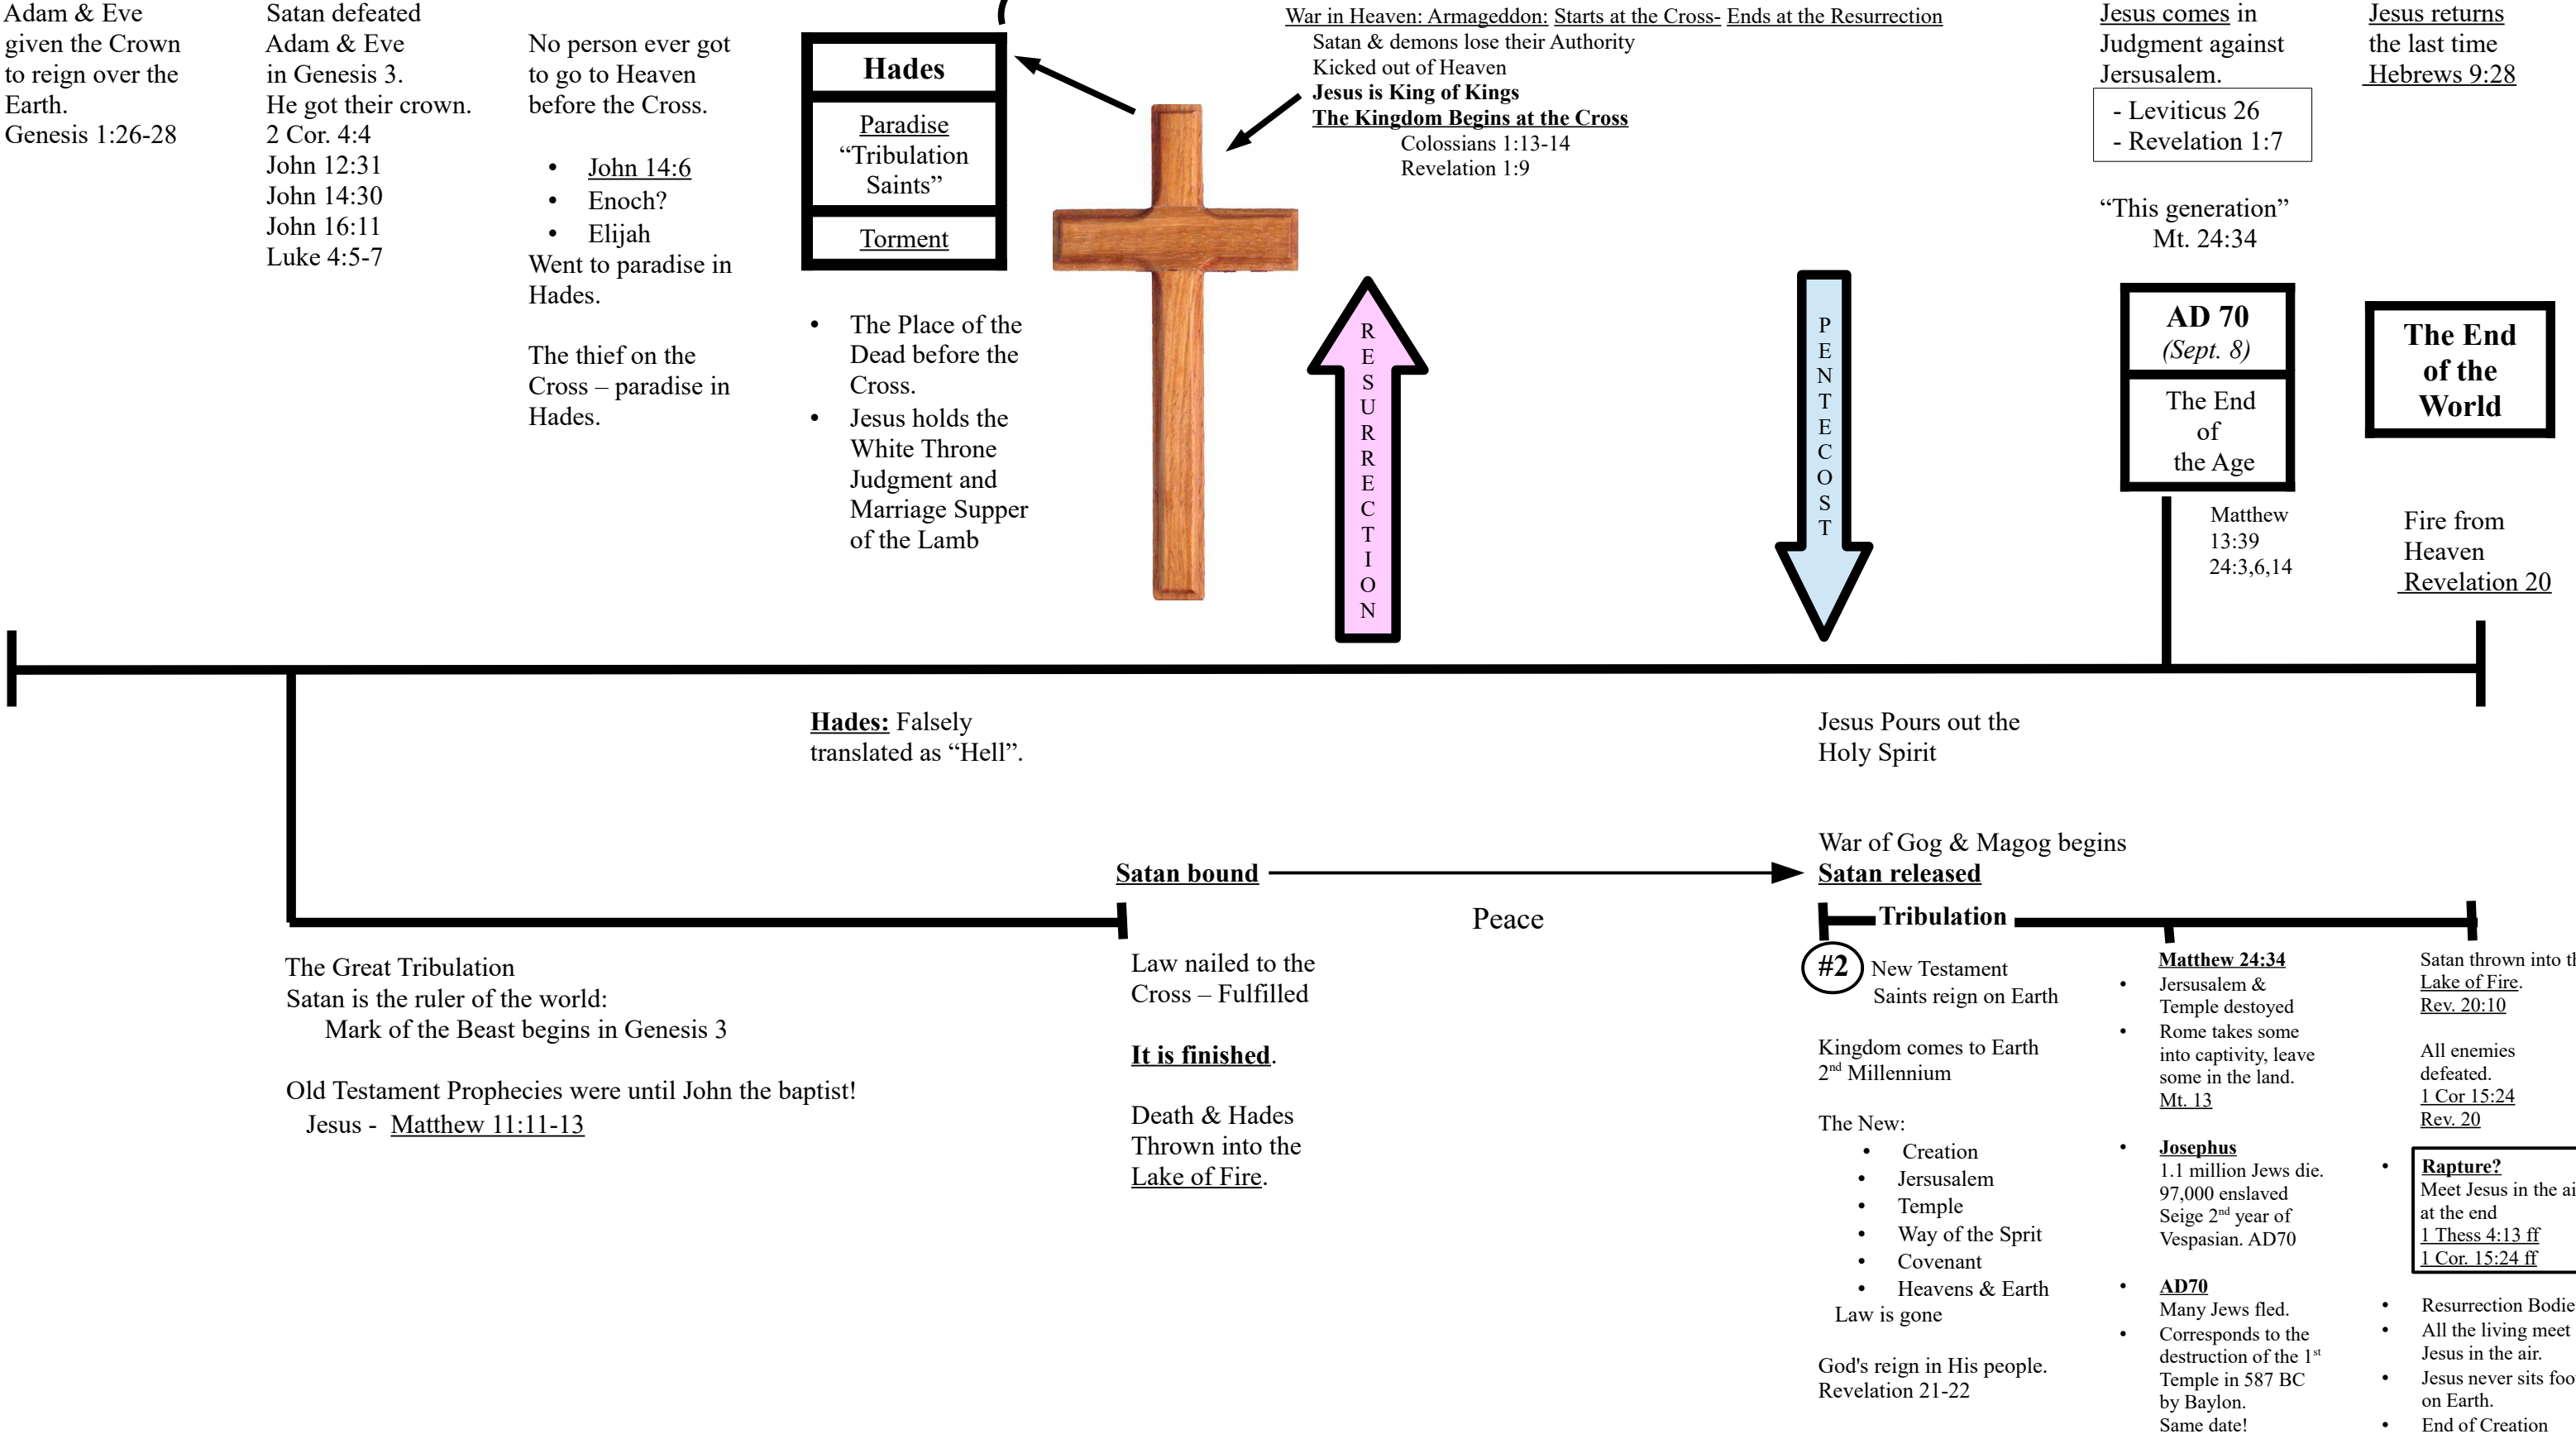 Adam & Eve
given the Crown
to reign over the
Earth.
Genesis 1:26-28
Satan defeated
Adam & Eve
in Genesis 3.
He got their crown.
2 Cor. 4:4
John 12:31
John 14:30
John 16:11
Luke 4:5-7
No person ever got
to go to Heaven
before the Cross.
• John 14:6
• Enoch?
• Elijah
Went to paradise in
Hades.
The thief on the
Cross – paradise in
Hades.
Hades
Paradise
“Tribulation
Saints”
Torment
• The Place of the
Dead before the
Cross.
• Jesus holds the
White Throne
Judgment and
Marriage Supper
of the Lamb
War in Heaven: Armageddon: Starts at the Cross- Ends at the Resurrection
Satan & demons lose their Authority
Kicked out of Heaven
Jesus is King of Kings
The Kingdom Begins at the Cross
Colossians 1:13-14
Revelation 1:9
RESURRECTION
PENTECOST
Jesus comes in
Judgment against
Jersusalem.
- Leviticus 26
- Revelation 1:7
“This generation”
Mt. 24:34
AD 70
(Sept. 8)
The End
of
the Age
Matthew
13:39
24:3,6,14
Jesus returns
the last time
Hebrews 9:28
The End
of the
World
Fire from
Heaven
Revelation 20
Hades: Falsely
translated as “Hell”.
Jesus Pours out the
Holy Spirit
War of Gog & Magog begins
Satan bound
Satan released
Peace
Tribulation
The Great Tribulation
Satan is the ruler of the world:
Mark of the Beast begins in Genesis 3
Old Testament Prophecies were until John the baptist!
Jesus - Matthew 11:11-13
Law nailed to the
Cross – Fulfilled
It is finished.
Death & Hades
Thrown into the
Lake of Fire.
#2 New Testament
Saints reign on Earth
Kingdom comes to Earth
2nd Millennium
The New:
• Creation
• Jersusalem
• Temple
• Way of the Sprit
• Covenant
• Heavens & Earth
Law is gone
God's reign in His people.
Revelation 21-22
Matthew 24:34
• Jersusalem &
Temple destoyed
• Rome takes some
into captivity, leave
some in the land.
Mt. 13
• Josephus
1.1 million Jews die.
97,000 enslaved
Seige 2nd year of
Vespasian. AD70
• AD70
Many Jews fled.
• Corresponds to the
destruction of the 1st
Temple in 587 BC
by Baylon.
Same date!
Satan thrown into th
Lake of Fire.
Rev. 20:10
All enemies
defeated.
1 Cor 15:24
Rev. 20
• Rapture?
Meet Jesus in the ai
at the end
1 Thess 4:13 ff
1 Cor. 15:24 ff
• Resurrection Bodie
• All the living meet
Jesus in the air.
• Jesus never sits foo
on Earth.
• End of Creation